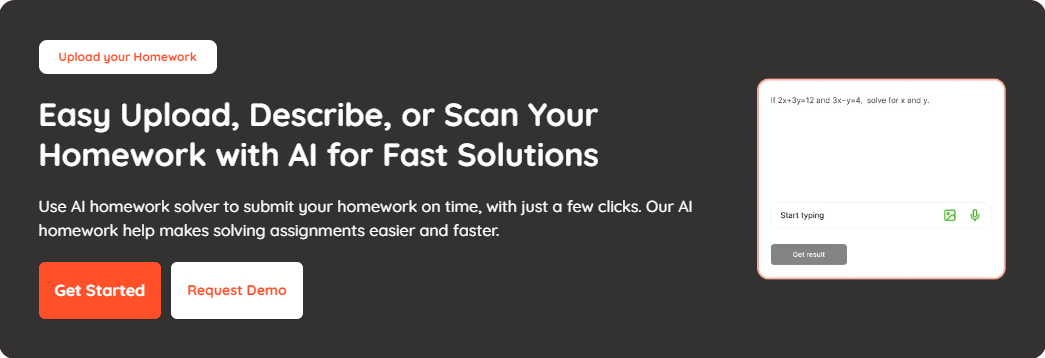 Upload your Homework
Easy Upload, Describe, or Scan Your
Homework with AI for Fast Solutions
Use AI homework solver to submit your homework on time, with just a few clicks. Our AI
homework help makes solving assignments easier and faster.
Get Started
Request Demo
If 2x+3y=12 and 3x−y=4, solve for x and y.
Start typing
Get result